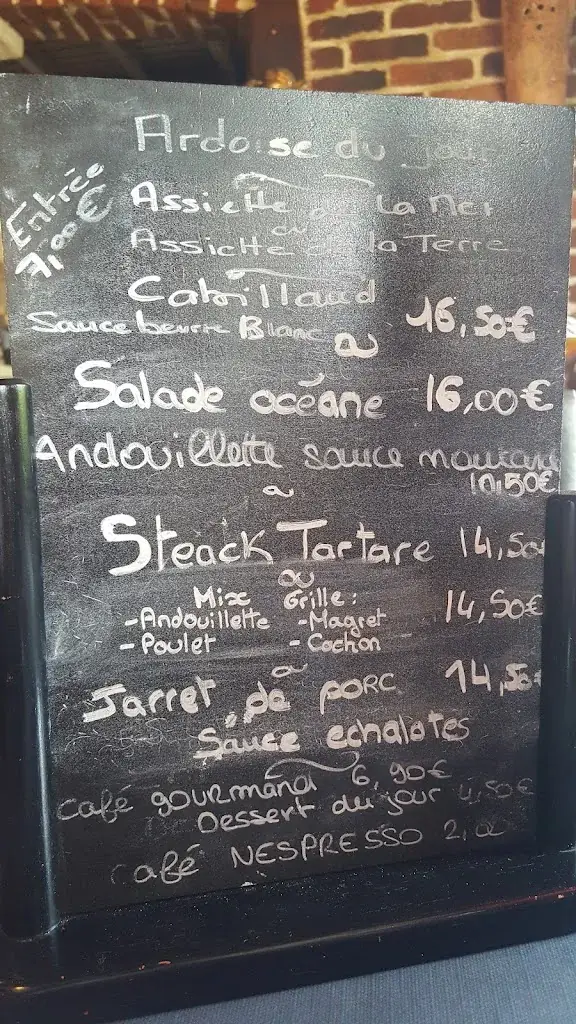 Ardoise du jour
Entrée
7,00€
Assiette de la Mer
ou
Assiette de la Terre
Cabillaud
Sauce beurre Blanc 16,50€
ou
Salade océane 16,00€
Andouillette sauce moutarde
10,50€
ou
Steack Tartare 14,50€
ou
Mix Grille: 14,50€
-Andouillette -Magret
-Poulet -Cochon
ou
Jarret de porc 14,50€
Sauce echalotes
café gourmand 6,90€
Dessert du jour 4,50€
café NESPRESSO 2,00